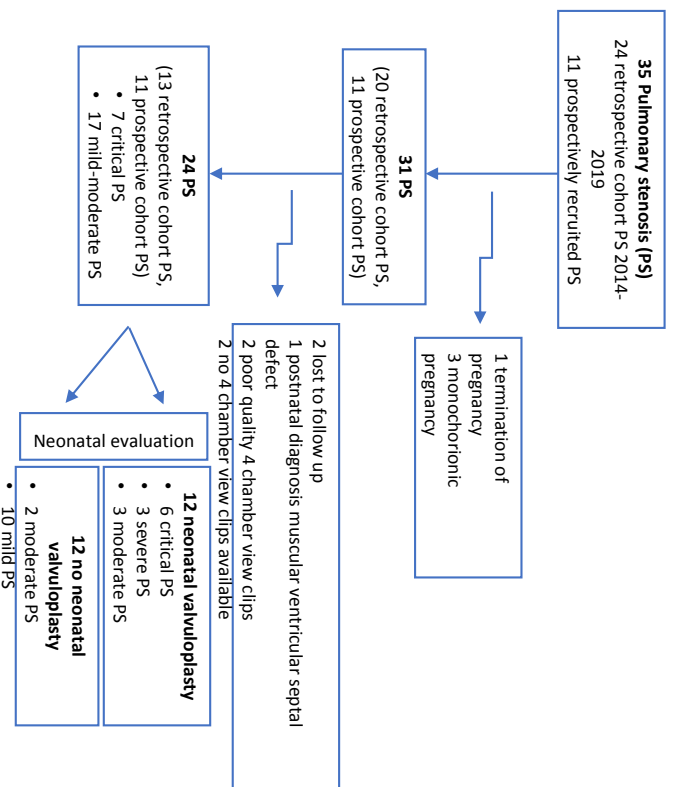 35 Pulmonary stenosis (PS)
24 retrospective cohort PS 2014-
2019
11 prospectively recruited PS
1 termination of
pregnancy
3 monochorionic
pregnancy
31 PS
(20 retrospective cohort PS,
11 prospective cohort PS)
2 lost to follow up
1 postnatal diagnosis muscular ventricular septal
defect
2 poor quality 4 chamber view clips
2 no 4 chamber view clips available
24 PS
(13 retrospective cohort PS,
11 prospective cohort PS)
• 7 critical PS
• 17 mild-moderate PS
Neonatal evaluation
12 neonatal valvuloplasty
• 6 critical PS
• 3 severe PS
• 3 moderate PS
12 no neonatal
valvuloplasty
• 2 moderate PS
• 10 mild PS